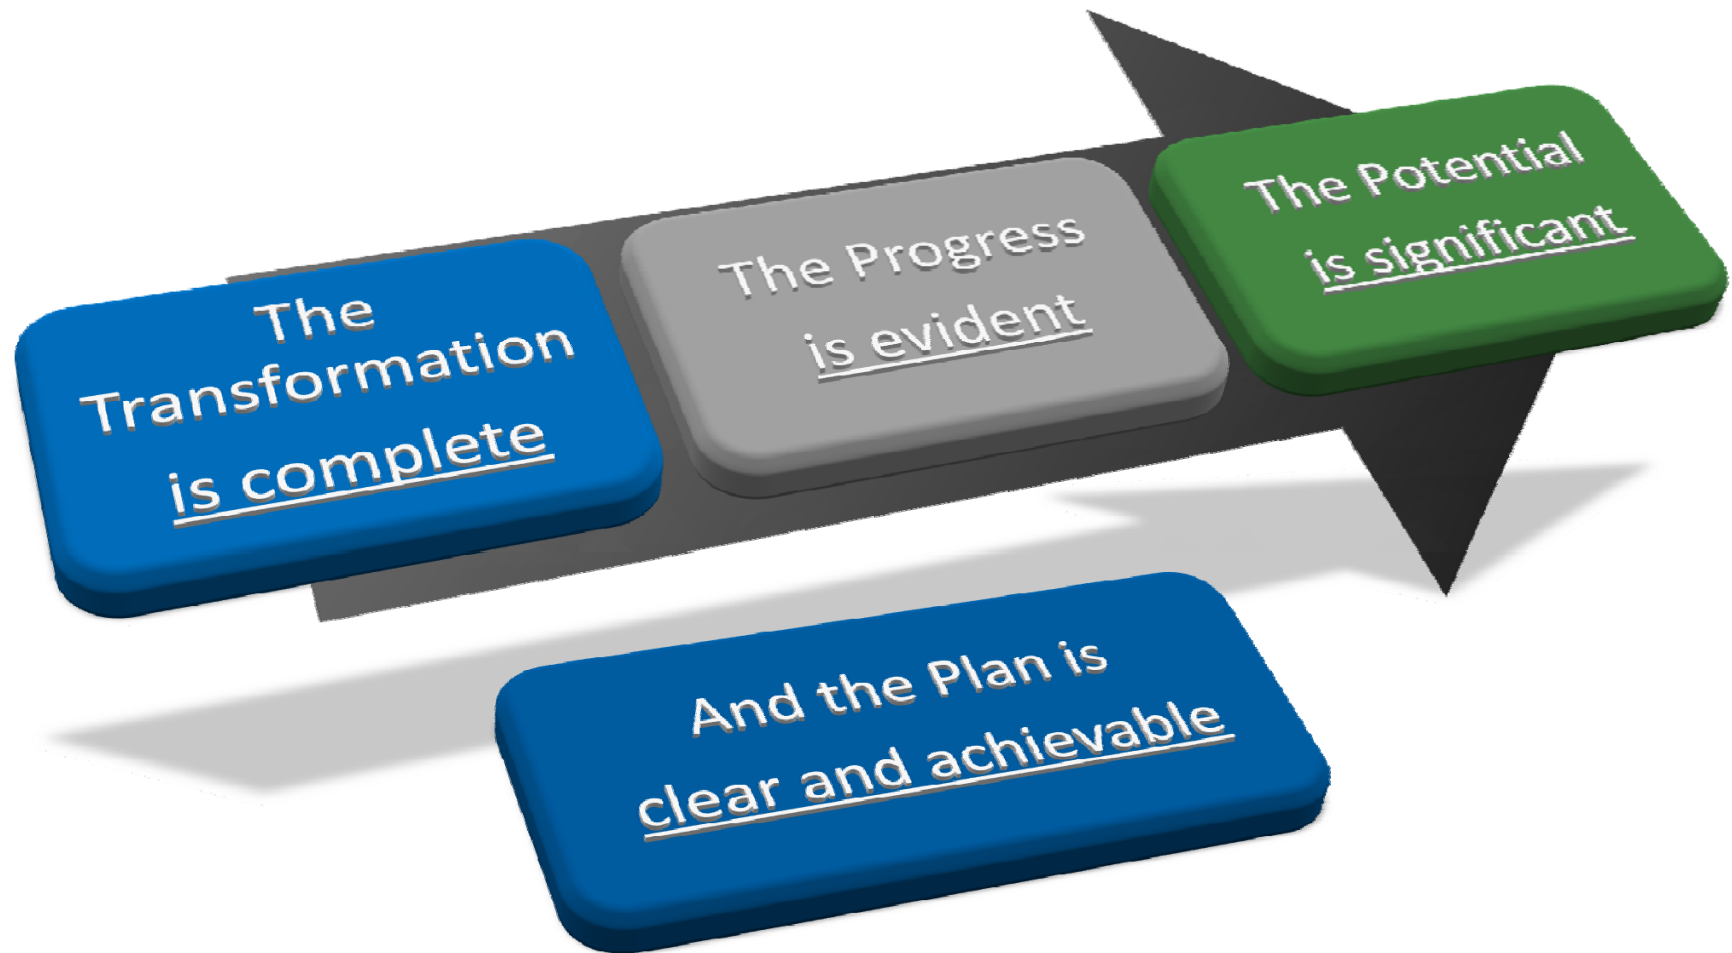 The
Transformation
is complete
The Progress
is evident
The Potential
is significant
And the Plan is
clear and achievable